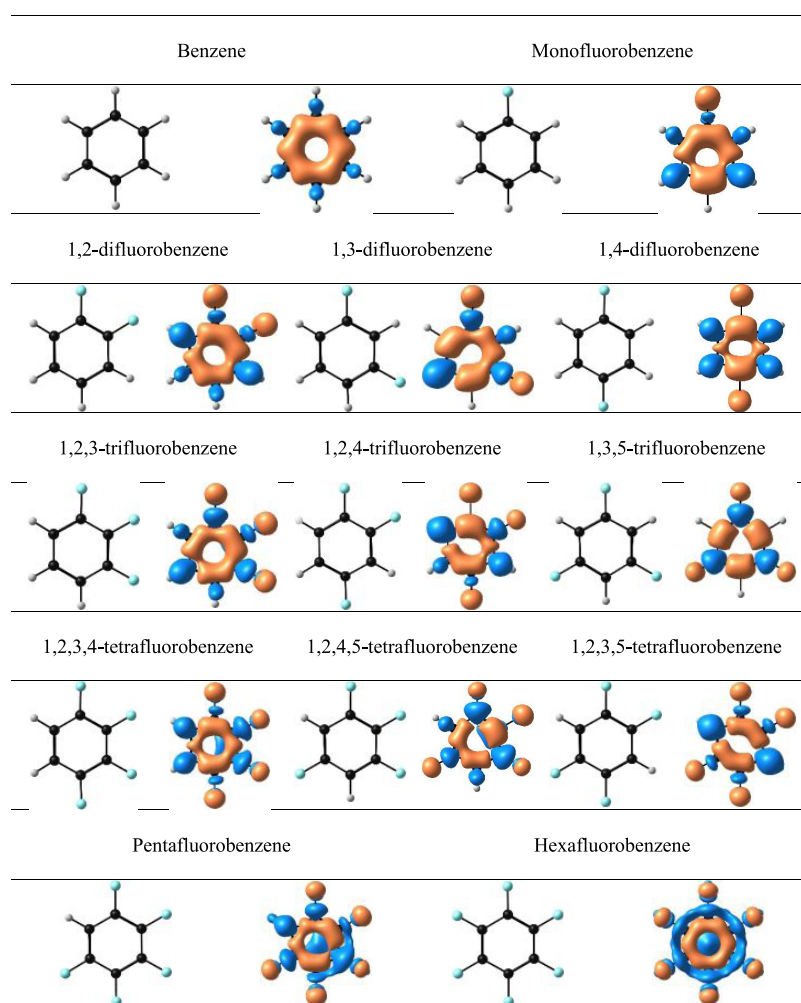 Benzene Monofluorobenzene
1,2-difluorobenzene 1,3-difluorobenzene 1,4-difluorobenzene
1,2,3-trifluorobenzene 1,2,4-trifluorobenzene 1,3,5-trifluorobenzene
1,2,3,4-tetrafluorobenzene 1,2,4,5-tetrafluorobenzene 1,2,3,5-tetrafluorobenzene
Pentafluorobenzene Hexafluorobenzene